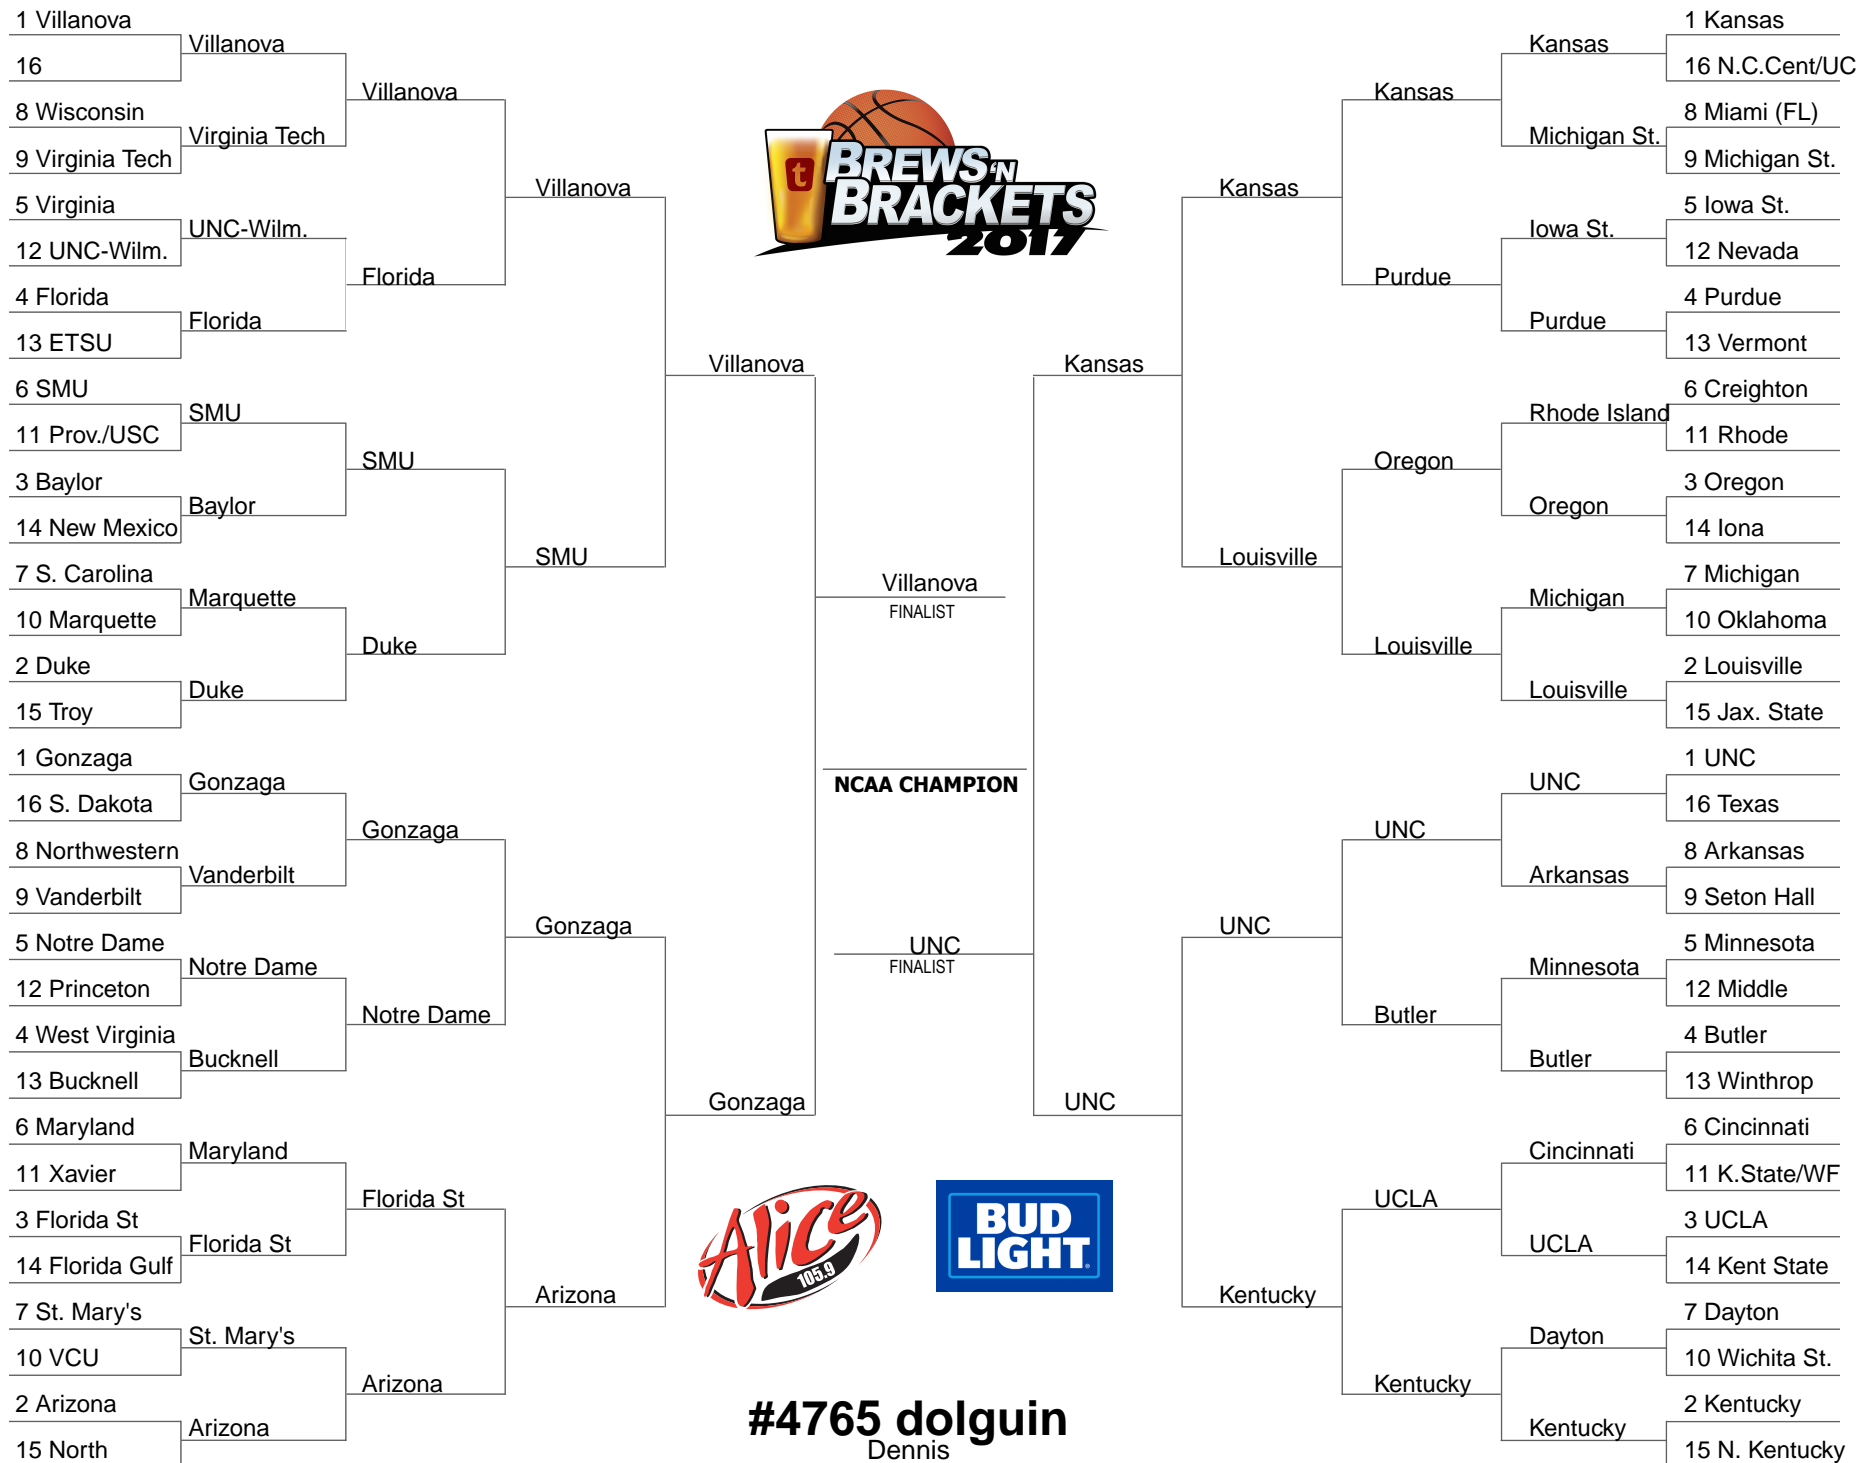 1 Villanova
16
8 Wisconsin
9 Virginia Tech
5 Virginia
12 UNC-Wilm.
4 Florida
13 ETSU
6 SMU
11 Prov./USC
3 Baylor
14 New Mexico
7 S. Carolina
10 Marquette
2 Duke
15 Troy
1 Gonzaga
16 S. Dakota
8 Northwestern
9 Vanderbilt
5 Notre Dame
12 Princeton
4 West Virginia
13 Bucknell
6 Maryland
11 Xavier
3 Florida St
14 Florida Gulf
7 St. Mary's
10 VCU
2 Arizona
15 North
Villanova
Virginia Tech
UNC-Wilm.
Florida
SMU
Baylor
Marquette
Duke
Gonzaga
Vanderbilt
Notre Dame
Bucknell
Maryland
Florida St
St. Mary's
Arizona
Villanova
Florida
SMU
Duke
Gonzaga
Notre Dame
Florida St
Arizona
Villanova
SMU
Gonzaga
Arizona
Villanova
Gonzaga
t
BREWS 'N
BRACKETS
2017
Villanova
FINALIST
NCAA CHAMPION
UNC
FINALIST
Alice
105.9
BUD
LIGHT
#4765 dolguin
Dennis
Kansas
UNC
Kansas
Louisville
UNC
Kentucky
Kansas
Purdue
Oregon
Louisville
UNC
Butler
UCLA
Kentucky
Kansas
Michigan St.
Iowa St.
Purdue
Rhode Island
Oregon
Michigan
Louisville
UNC
Arkansas
Minnesota
Butler
Cincinnati
UCLA
Dayton
Kentucky
1 Kansas
16 N.C.Cent/UC
8 Miami (FL)
9 Michigan St.
5 Iowa St.
12 Nevada
4 Purdue
13 Vermont
6 Creighton
11 Rhode
3 Oregon
14 Iona
7 Michigan
10 Oklahoma
2 Louisville
15 Jax. State
1 UNC
16 Texas
8 Arkansas
9 Seton Hall
5 Minnesota
12 Middle
4 Butler
13 Winthrop
6 Cincinnati
11 K.State/WF
3 UCLA
14 Kent State
7 Dayton
10 Wichita St.
2 Kentucky
15 N. Kentucky